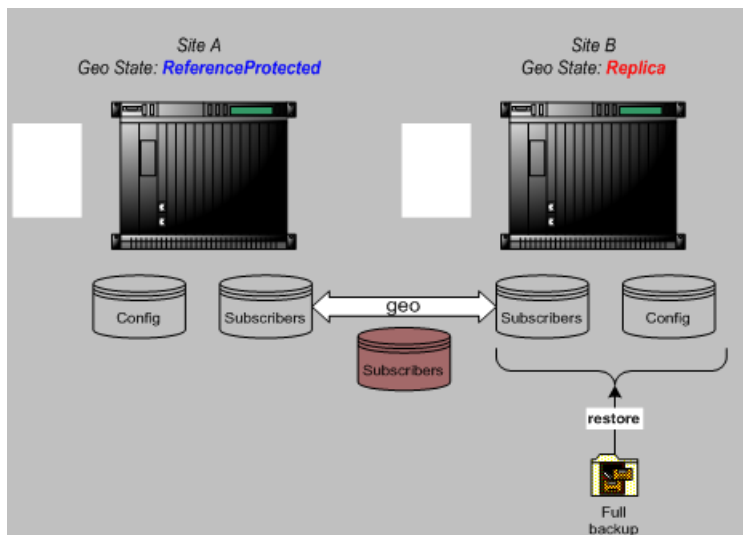 Site A
Geo State: ReferenceProtected
Site B
Geo State: Replica
Config
Subscribers
geo
Subscribers
Config
Subscribers
restore
Full
backup